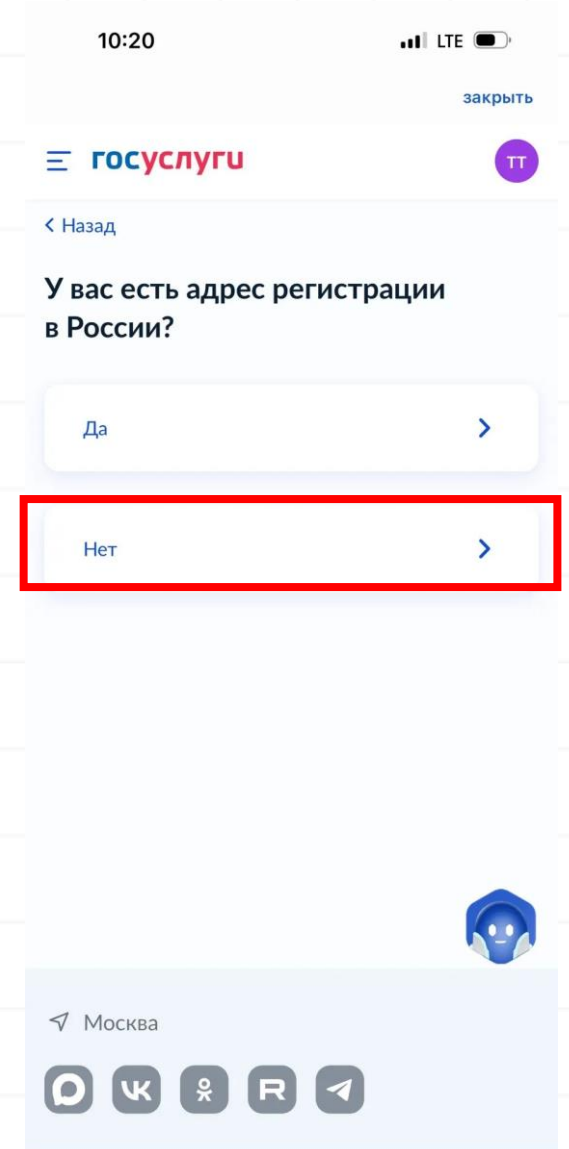 10:20 LTE
закрыть
госуслуги ТТ
Назад
У вас есть адрес регистрации
в России?
Да
Нет
Москва